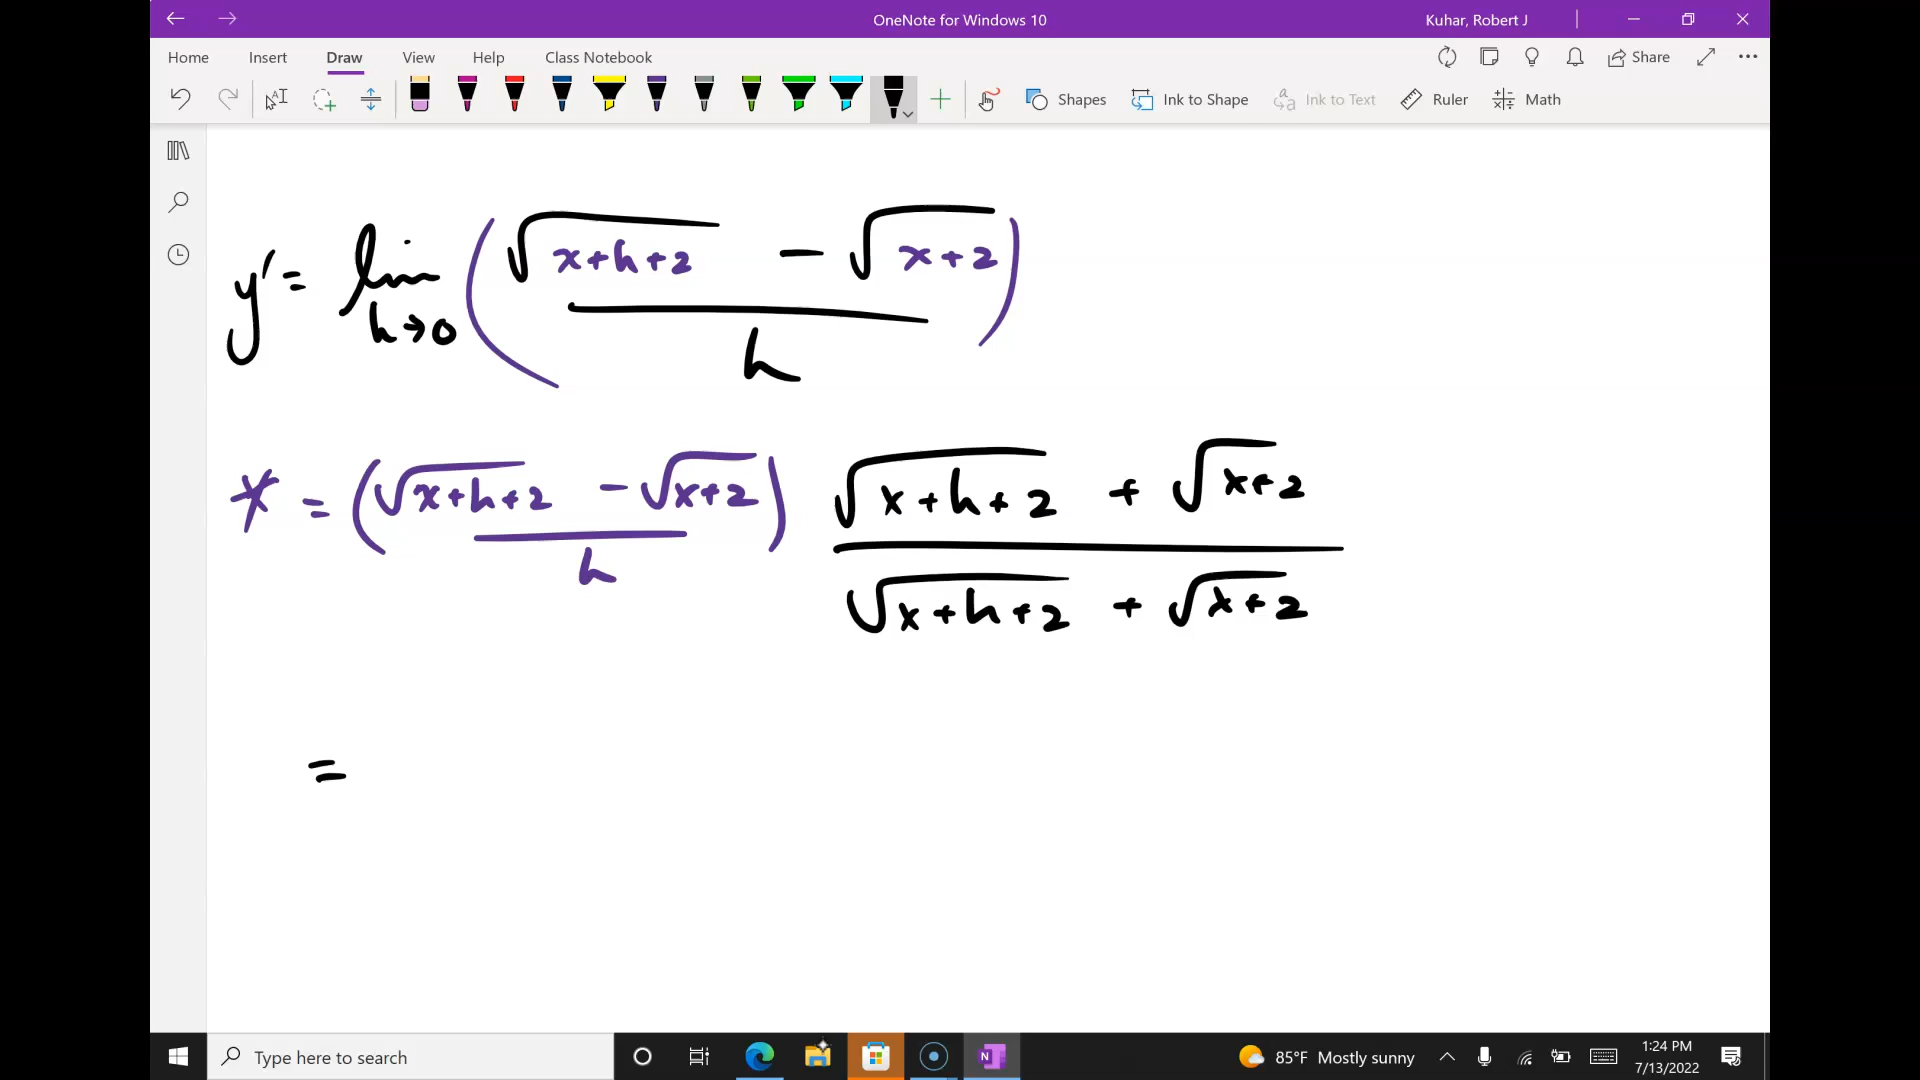 OneNote for Windows 10
Kuhar, Robert J
Home Insert Draw View Help Class Notebook
Share
Shapes Ink to Shape Ink to Text Ruler Math
y' = lim h→0 ( (√(x+h+2) - √(x+2)) / h )
* = ( (√(x+h+2) - √(x+2)) / h ) (√(x+h+2) + √(x+2)) / (√(x+h+2) + √(x+2))
=
Type here to search
85°F Mostly sunny
1:24 PM
7/13/2022